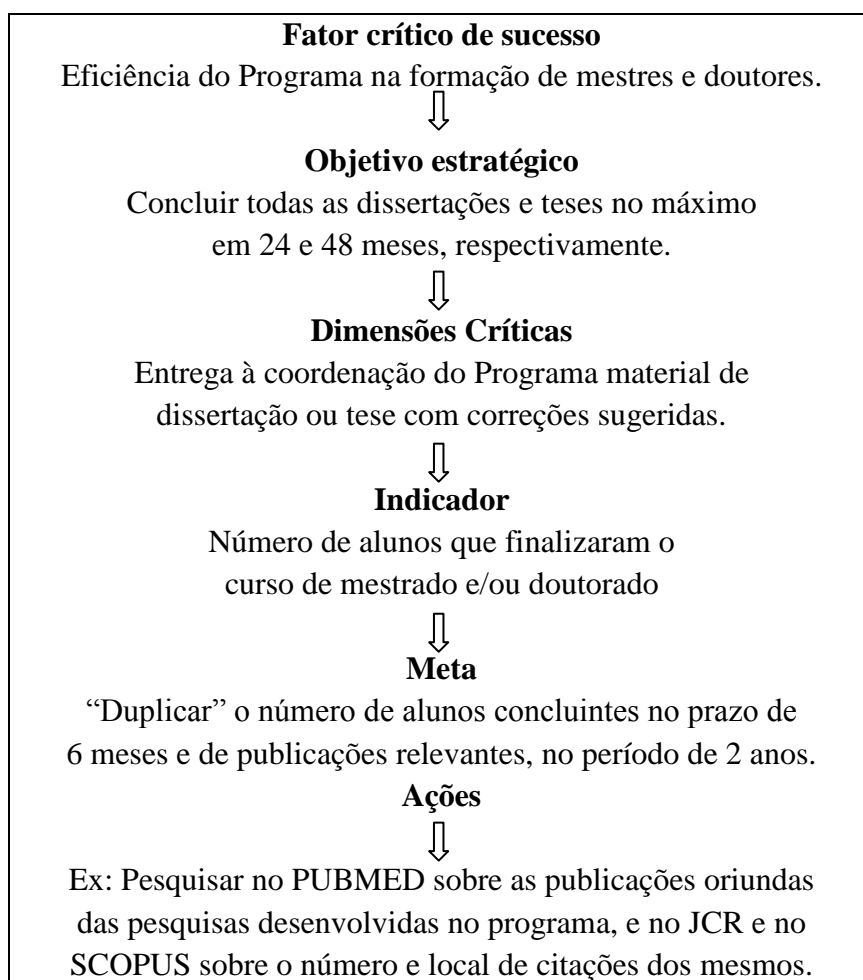 Fator crítico de sucesso
Eficiência do Programa na formação de mestres e doutores.
Objetivo estratégico
Concluir todas as dissertações e teses no máximo
em 24 e 48 meses, respectivamente.
Dimensões Críticas
Entrega à coordenação do Programa material de
dissertação ou tese com correções sugeridas.
Indicador
Número de alunos que finalizaram o
curso de mestrado e/ou doutorado
Meta
“Duplicar” o número de alunos concluintes no prazo de
6 meses e de publicações relevantes, no período de 2 anos.
Ações
Ex: Pesquisar no PUBMED sobre as publicações oriundas
das pesquisas desenvolvidas no programa, e no JCR e no
SCOPUS sobre o número e local de citações dos mesmos.